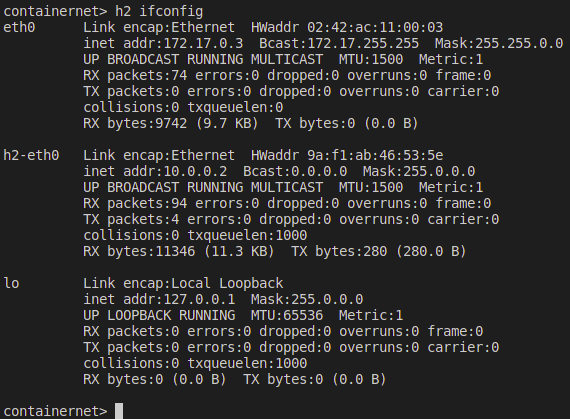 containernet> h2 ifconfig
eth0      Link encap:Ethernet  HWaddr 02:42:ac:11:00:03
          inet addr:172.17.0.3  Bcast:172.17.255.255  Mask:255.255.0.0
          UP BROADCAST RUNNING MULTICAST  MTU:1500  Metric:1
          RX packets:74 errors:0 dropped:0 overruns:0 frame:0
          TX packets:0 errors:0 dropped:0 overruns:0 carrier:0
          collisions:0 txqueuelen:0
          RX bytes:9742 (9.7 KB)  TX bytes:0 (0.0 B)

h2-eth0   Link encap:Ethernet  HWaddr 9a:f1:ab:46:53:5e
          inet addr:10.0.0.2  Bcast:0.0.0.0  Mask:255.0.0.0
          UP BROADCAST RUNNING MULTICAST  MTU:1500  Metric:1
          RX packets:94 errors:0 dropped:0 overruns:0 frame:0
          TX packets:4 errors:0 dropped:0 overruns:0 carrier:0
          collisions:0 txqueuelen:1000
          RX bytes:11346 (11.3 KB)  TX bytes:280 (280.0 B)

lo        Link encap:Local Loopback
          inet addr:127.0.0.1  Mask:255.0.0.0
          UP LOOPBACK RUNNING  MTU:65536  Metric:1
          RX packets:0 errors:0 dropped:0 overruns:0 frame:0
          TX packets:0 errors:0 dropped:0 overruns:0 carrier:0
          collisions:0 txqueuelen:1000
          RX bytes:0 (0.0 B)  TX bytes:0 (0.0 B)

containernet>